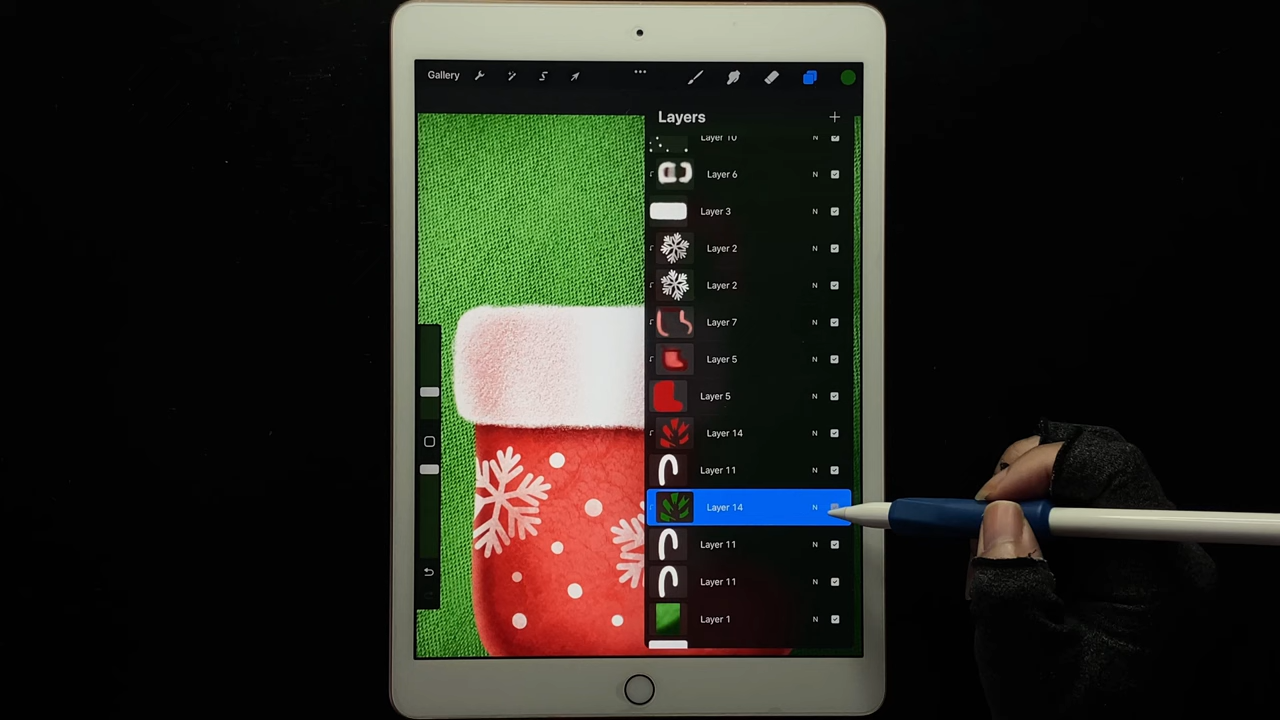 Gallery
Layers
Layer 10 N
Layer 6 N
Layer 3 N
Layer 2 N
Layer 2 N
Layer 7 N
Layer 5 N
Layer 5 N
Layer 14 N
Layer 11 N
Layer 14 N
Layer 11 N
Layer 11 N
Layer 1 N